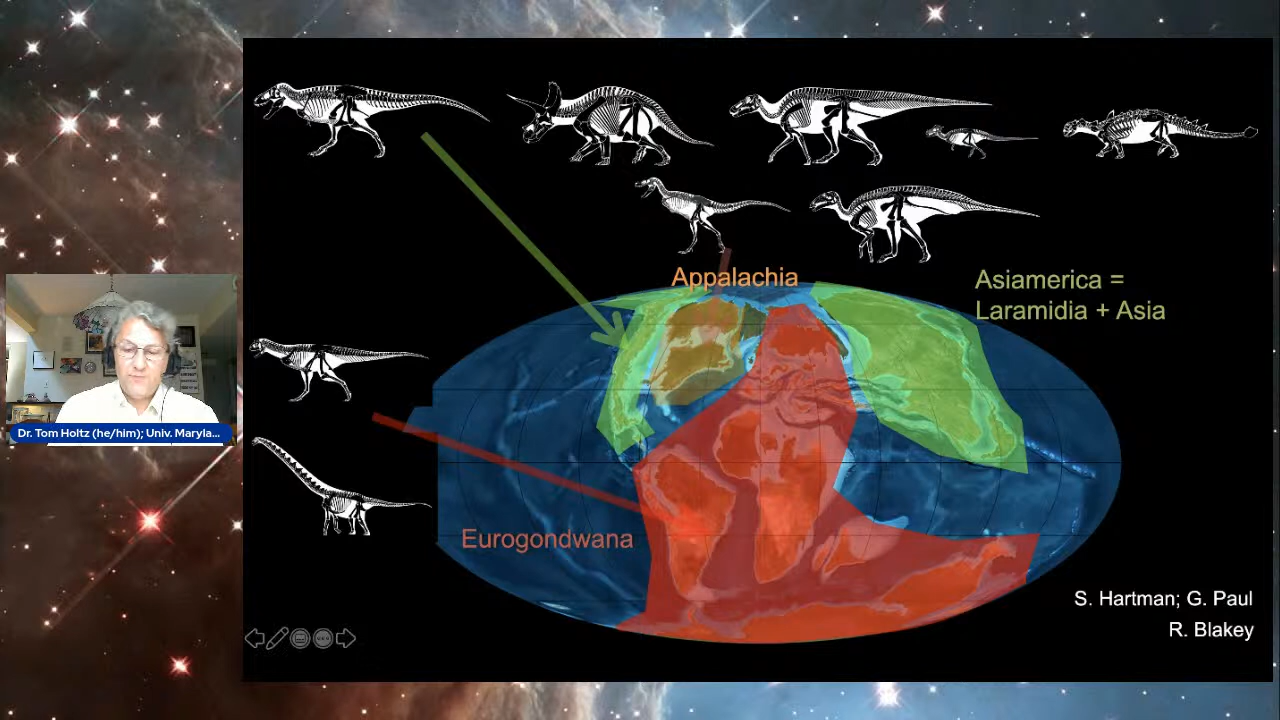 Appalachia
Asiamerica =
Laramidia + Asia
Dr. Tom Holtz (he/him); Univ. Maryla...
Eurogondwana
S. Hartman; G. Paul
R. Blakey